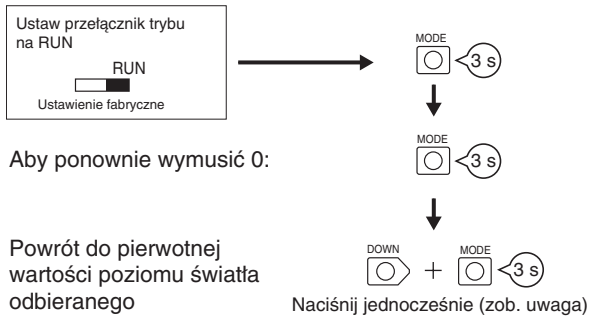 Ustaw przełącznik trybu
na RUN
RUN
Ustawienie fabryczne
MODE
3 s
Aby ponownie wymusić 0:
MODE
3 s
Powrót do pierwotnej
wartości poziomu światła
odbieranego
DOWN
+
MODE
3 s
Naciśnij jednocześnie (zob. uwaga)